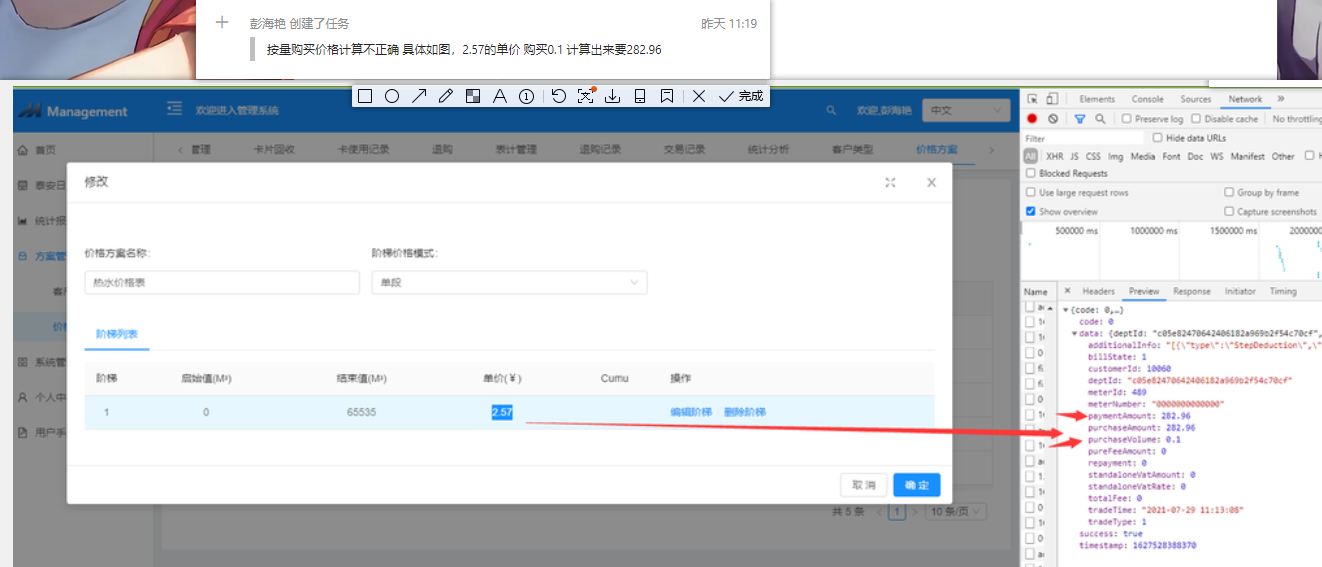 彭海艳 创建了任务
昨天 11:19
按量购买价格计算不正确 具体如图，2.57的单价 购买0.1 计算出来要282.96
完成
Management
欢迎进入管理系统
欢迎,彭海艳
中文
首页
管理
卡片回收
卡使用记录
退购
表计管理
退购记录
交易记录
统计分析
客户类型
价格方案
泰安日
统计报
方案管
客户
价格
系统管
个人中
用户手
修改
价格方案名称:
阶梯价格模式:
热水价格表
单段
阶梯列表
阶梯 启始值(M³) 结束值(M³) 单价(￥) Cumu 操作
1 0 65535 2.57 编辑阶梯 删除阶梯
取 消
确 定
共 5 条
1
10 条/页
Elements Console Sources Network
Preserve log Disable cache No throttling
Filter
Hide data URLs
All XHR JS CSS Img Media Font Doc WS Manifest Other
Blocked Requests
Use large request rows
Group by frame
Show overview
Capture screenshots
500000 ms 1000000 ms 1500000 ms 2000000
Name
Headers Preview Response Initiator Timing
{code: 0,…}
code: 0
data: {deptId: "c05e82470642406182a969b2f54c70cf",
additionalInfo: "[{\"type\":\"StepDeduction\",\"
billState: 1
customerId: 10060
deptId: "c05e82470642406182a969b2f54c70cf"
meterId: 489
meterNumber: "0000000000000"
paymentAmount: 282.96
purchaseAmount: 282.96
purchaseVolume: 0.1
pureFeeAmount: 0
repayment: 0
standaloneVatAmount: 0
standaloneVatRate: 0
totalFee: 0
tradeTime: "2021-07-29 11:13:08"
tradeType: 1
success: true
timestamp: 1627528388370